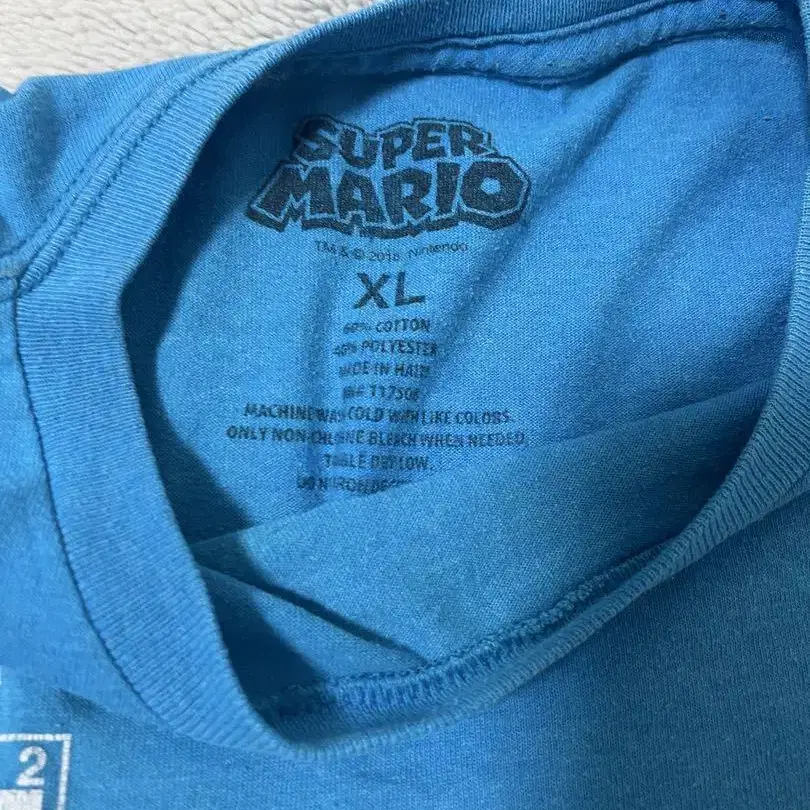 SUPER
MARIO
TM & © 2018 Nintendo
XL
60% COTTON
40% POLYESTER
MADE IN HAITI
MACHINE WASH COLD WITH LIKE COLORS.
ONLY NON-CHLORINE BLEACH WHEN NEEDED.
TUMBLE DRY LOW.
IRON
2